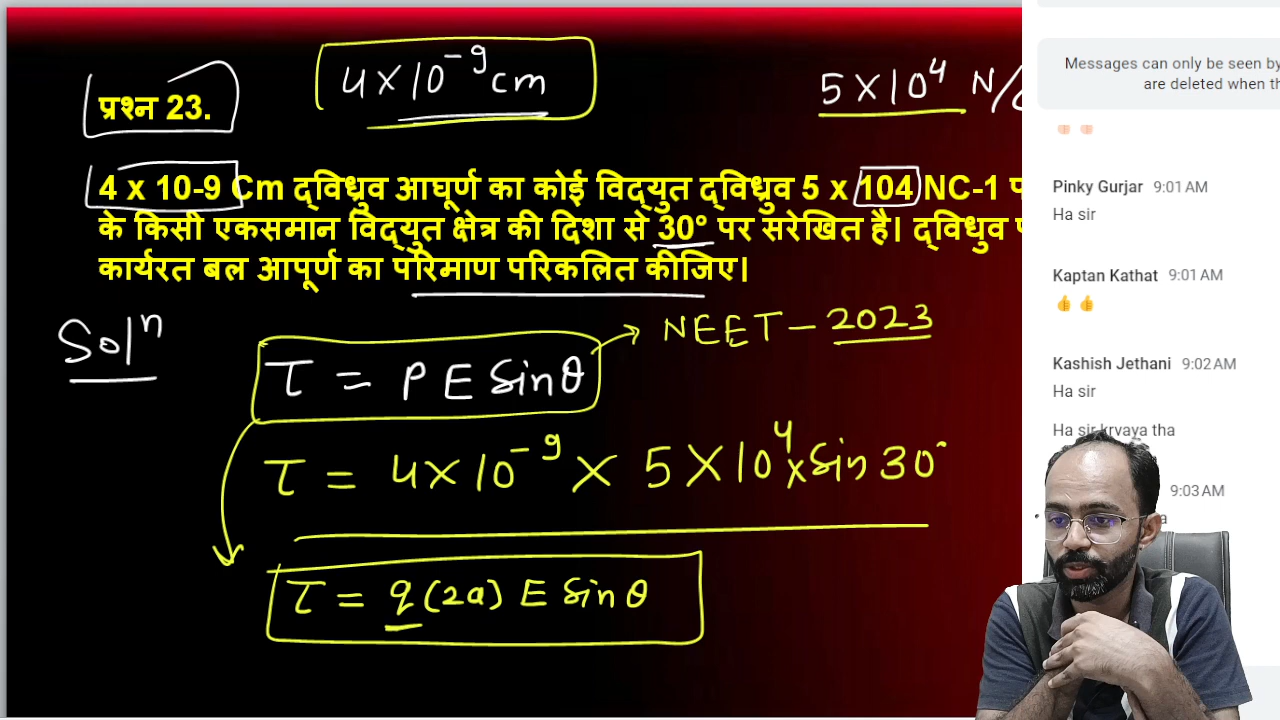 4 × 10⁻⁹ cm
5 × 10⁴ N/
प्रश्न 23.
4 x 10-9 Cm द्विध्रुव आघूर्ण का कोई विद्युत द्विध्रुव 5 x 104 NC-1
के किसी एकसमान विद्युत क्षेत्र की दिशा से 30° पर सरेखित है। द्विध्रुव
कार्यरत बल आपूर्ण का परिमाण परिकलित कीजिए।
Solⁿ
τ = P E Sinθ
NEET - 2023
τ = 4×10⁻⁹ × 5×10⁴ × Sin 30°
τ = q (2a) E Sin θ
Messages can only be seen by
are deleted when th
Pinky Gurjar 9:01 AM
Ha sir
Kaptan Kathat 9:01 AM
👍 👍
Kashish Jethani 9:02 AM
Ha sir
Ha sir krvaya tha
9:03 AM